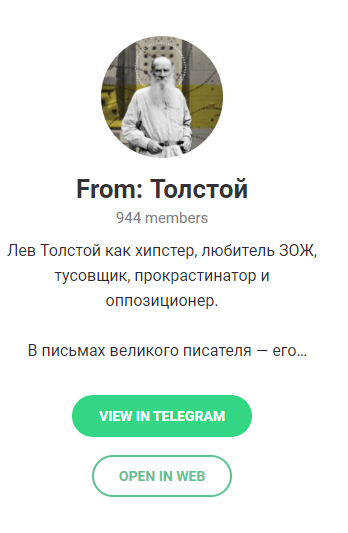 From: Толстой
944 members
Лев Толстой как хипстер, любитель ЗОЖ,
тусовщик, прокрастинатор и
оппозиционер.
В письмах великого писателя — его…
VIEW IN TELEGRAM
OPEN IN WEB